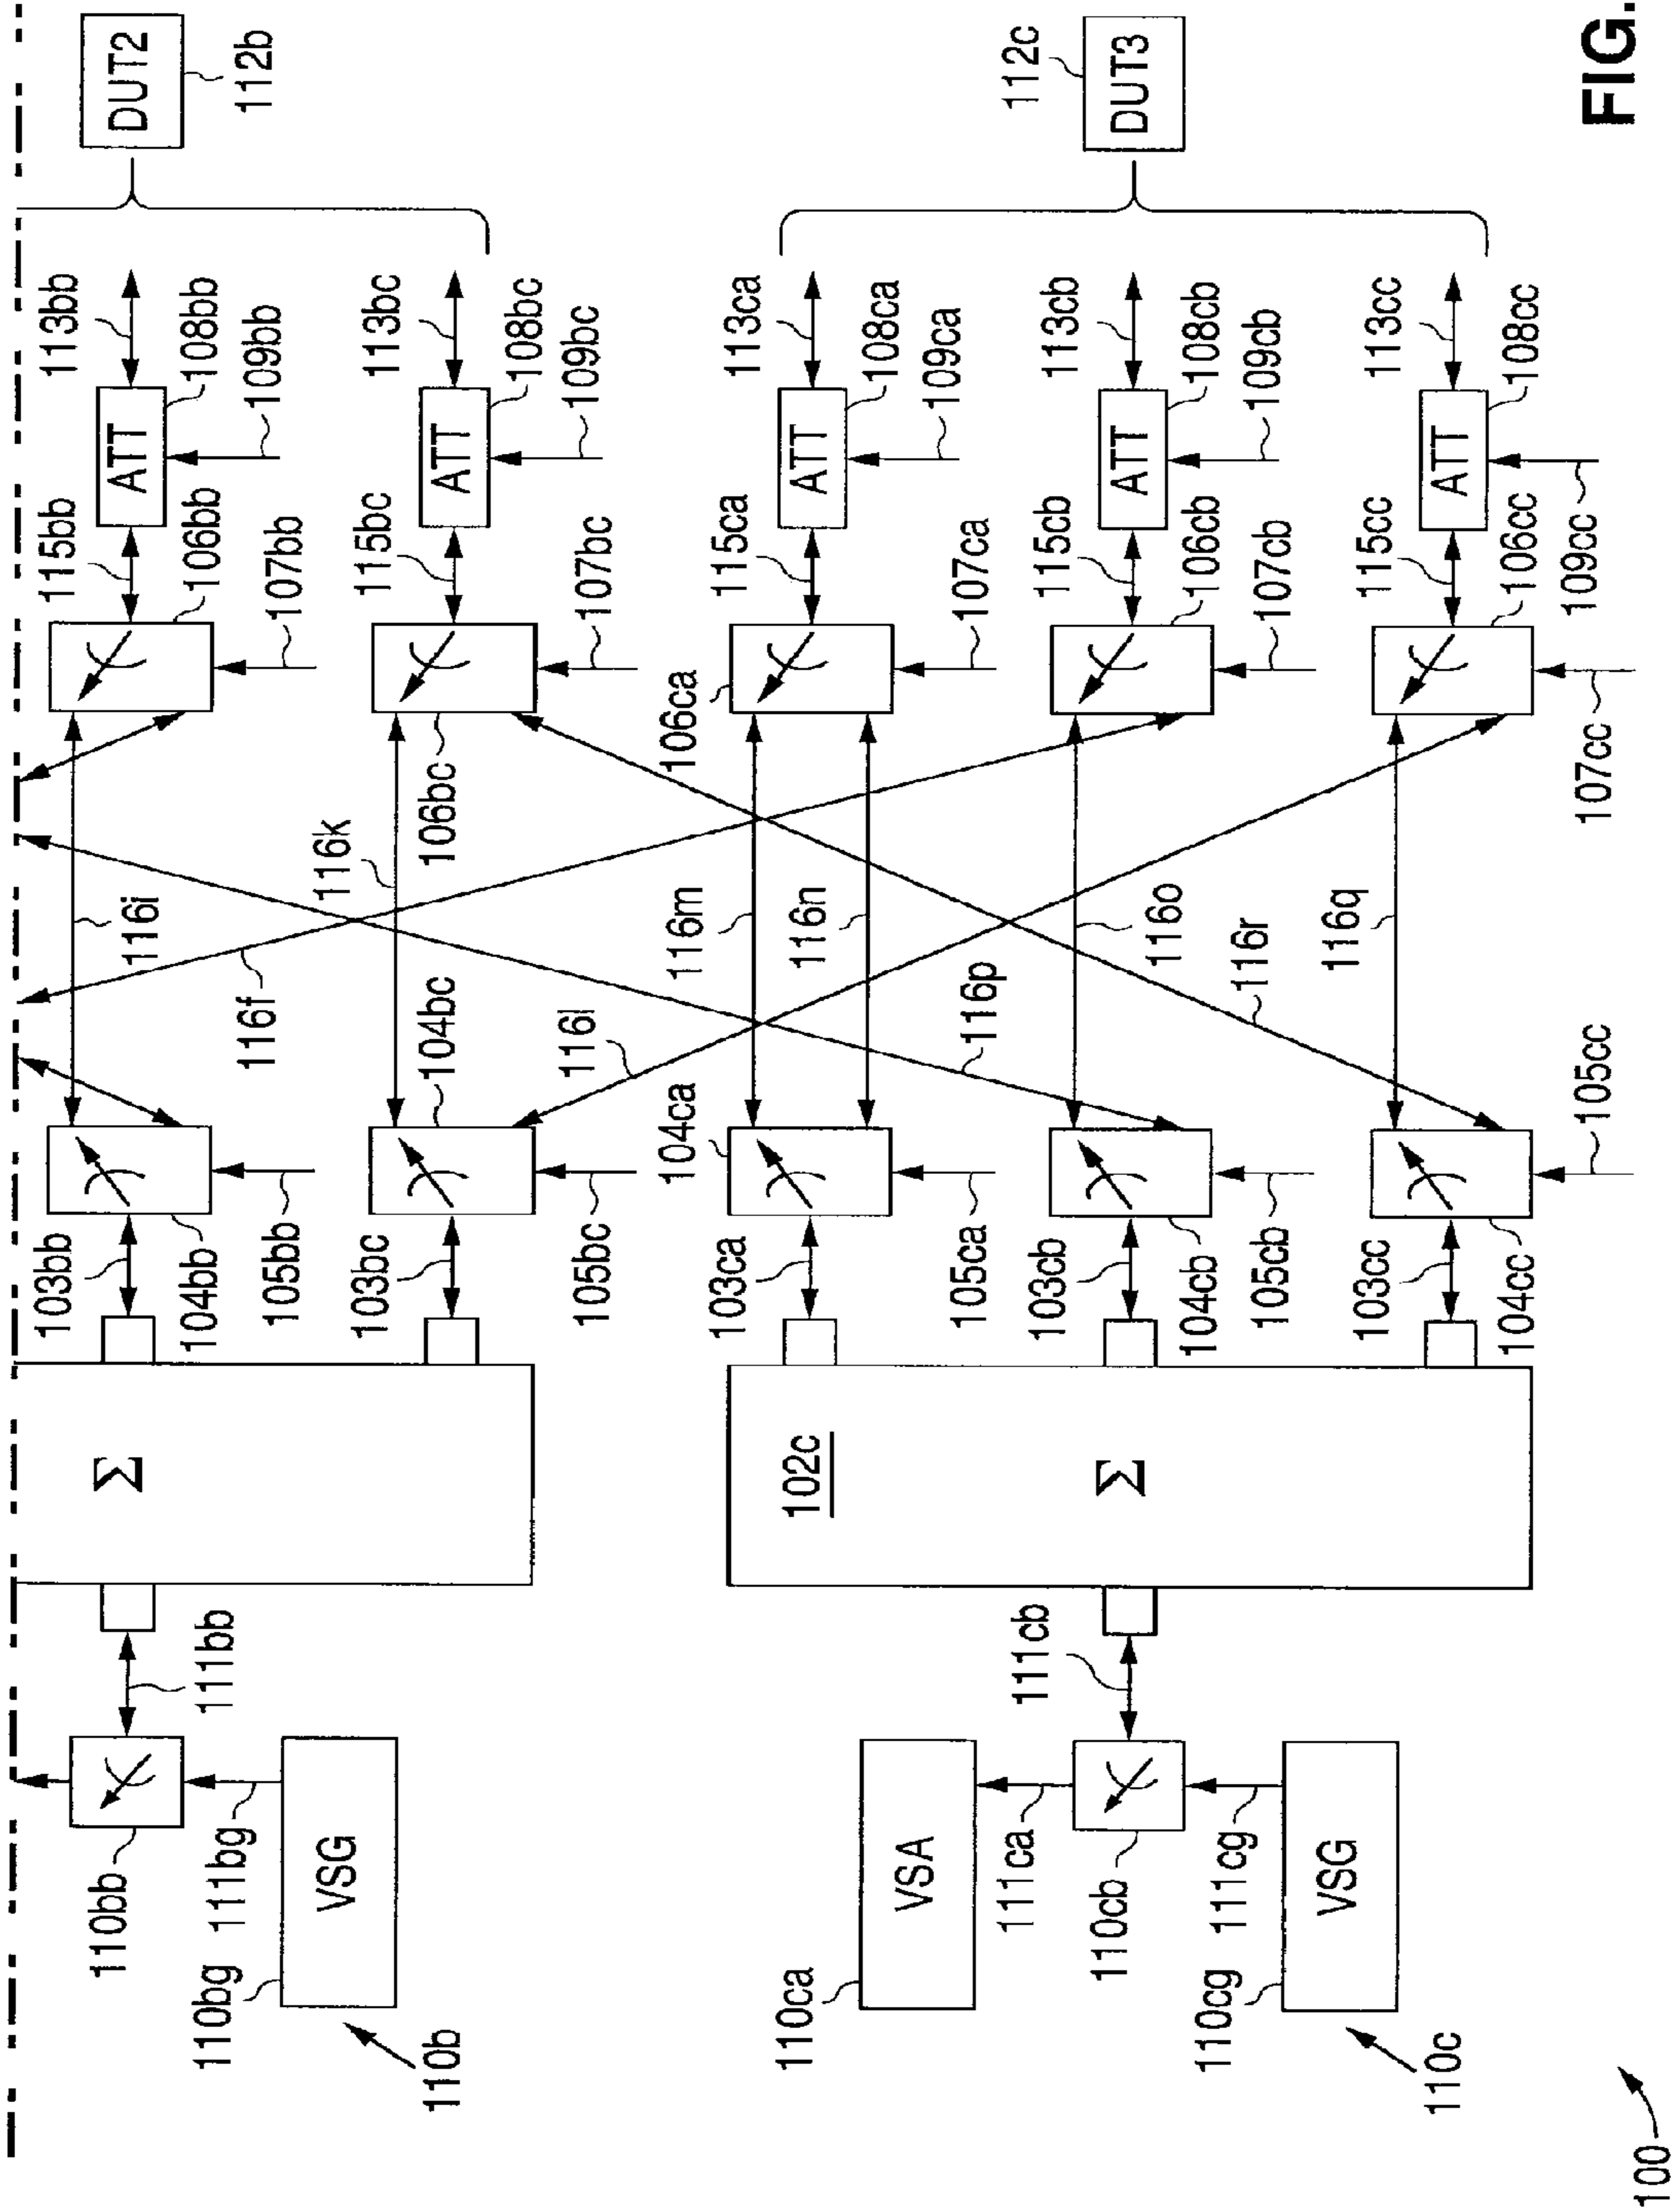 DUT2
112b
112c
DUT3
FIG.
113bb
108bb
109bb
113bc
108bc
109bc
113ca
108ca
109ca
113cb
108cb
109cb
113cc
108cc
109cc
ATT
ATT
ATT
ATT
ATT
115bb
106bb
107bb
115bc
106bc
107bc
115ca
106ca
107ca
115cb
106cb
107cb
115cc
106cc
107cc
116i
116f
116k
116l
116m
116n
116p
116o
116r
116q
103bb
104bb
105bb
103bc
104bc
105bc
103ca
104ca
105ca
103cb
104cb
105cb
103cc
104cc
105cc
Σ
102c
Σ
111bb
110bb
111bg
VSG
110bg
110b
111cb
VSA
111ca
110ca
110cb
111cg
VSG
110cg
110c
100